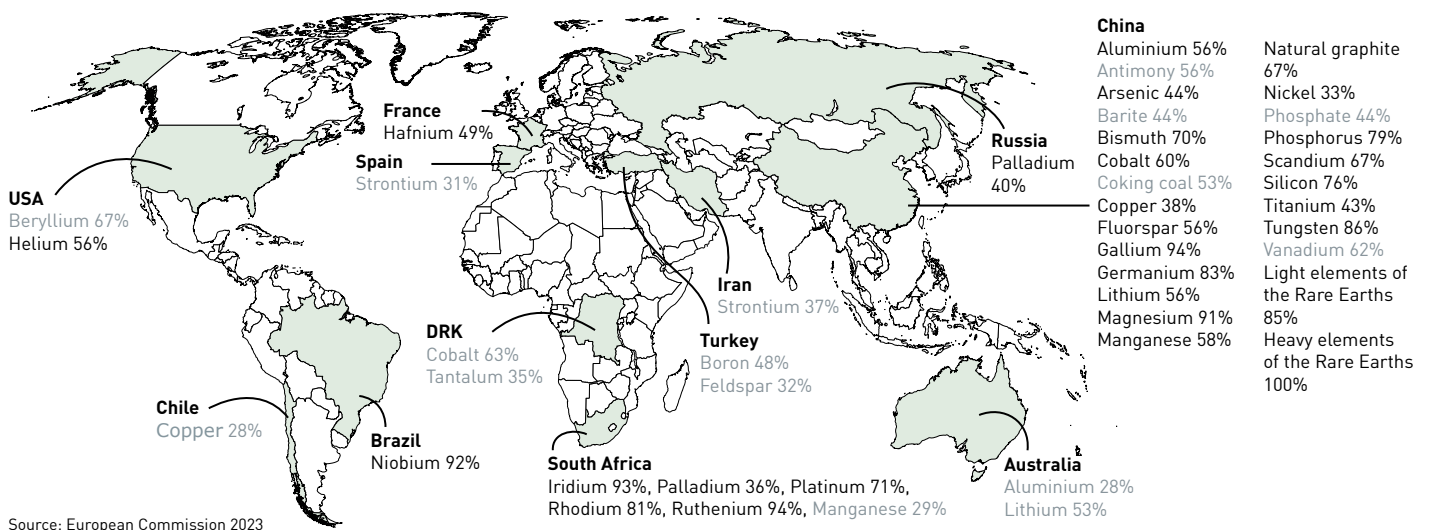 China
Aluminium 56%
Antimony 56%
Arsenic 44%
Barite 44%
Bismuth 70%
Cobalt 60%
Coking coal 53%
Copper 38%
Fluorspar 56%
Gallium 94%
Germanium 83%
Lithium 56%
Magnesium 91%
Manganese 58%
Natural graphite
67%
Nickel 33%
Phosphate 44%
Phosphorus 79%
Scandium 67%
Silicon 76%
Titanium 43%
Tungsten 86%
Vanadium 62%
Light elements of
the Rare Earths
85%
Heavy elements
of the Rare Earths
100%
France
Hafnium 49%
Spain
Strontium 31%
Russia
Palladium
40%
USA
Beryllium 67%
Helium 56%
Iran
Strontium 37%
DRK
Cobalt 63%
Tantalum 35%
Turkey
Boron 48%
Feldspar 32%
Chile
Copper 28%
Brazil
Niobium 92%
South Africa
Iridium 93%, Palladium 36%, Platinum 71%,
Rhodium 81%, Ruthenium 94%, Manganese 29%
Australia
Aluminium 28%
Lithium 53%
Source: European Commission 2023